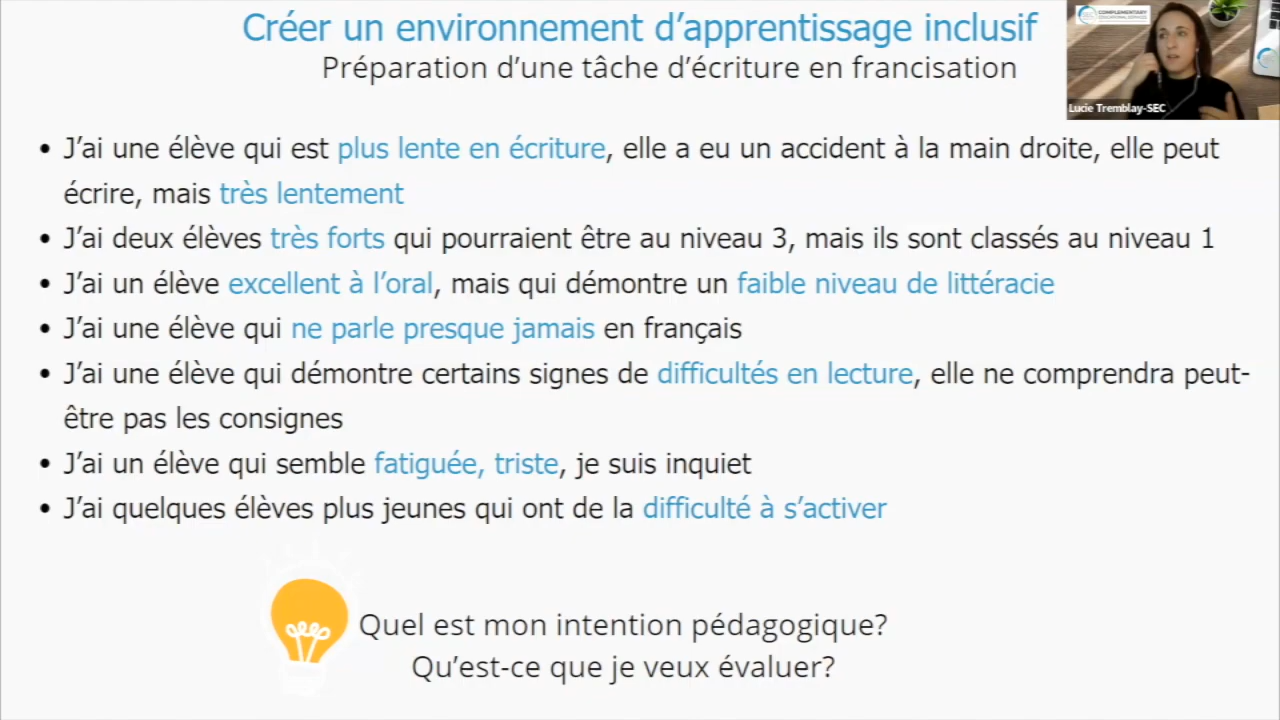 Créer un environnement d’apprentissage inclusif
Préparation d’une tâche d’écriture en francisation
COMPLEMENTARY
EDUCATIONAL SERVICES
SEC
Lucie Tremblay-SEC
• J’ai une élève qui est plus lente en écriture, elle a eu un accident à la main droite, elle peut
écrire, mais très lentement
• J’ai deux élèves très forts qui pourraient être au niveau 3, mais ils sont classés au niveau 1
• J’ai un élève excellent à l’oral, mais qui démontre un faible niveau de littéracie
• J’ai une élève qui ne parle presque jamais en français
• J’ai une élève qui démontre certains signes de difficultés en lecture, elle ne comprendra peut-
être pas les consignes
• J’ai un élève qui semble fatiguée, triste, je suis inquiet
• J’ai quelques élèves plus jeunes qui ont de la difficulté à s’activer
Quel est mon intention pédagogique?
Qu’est-ce que je veux évaluer?